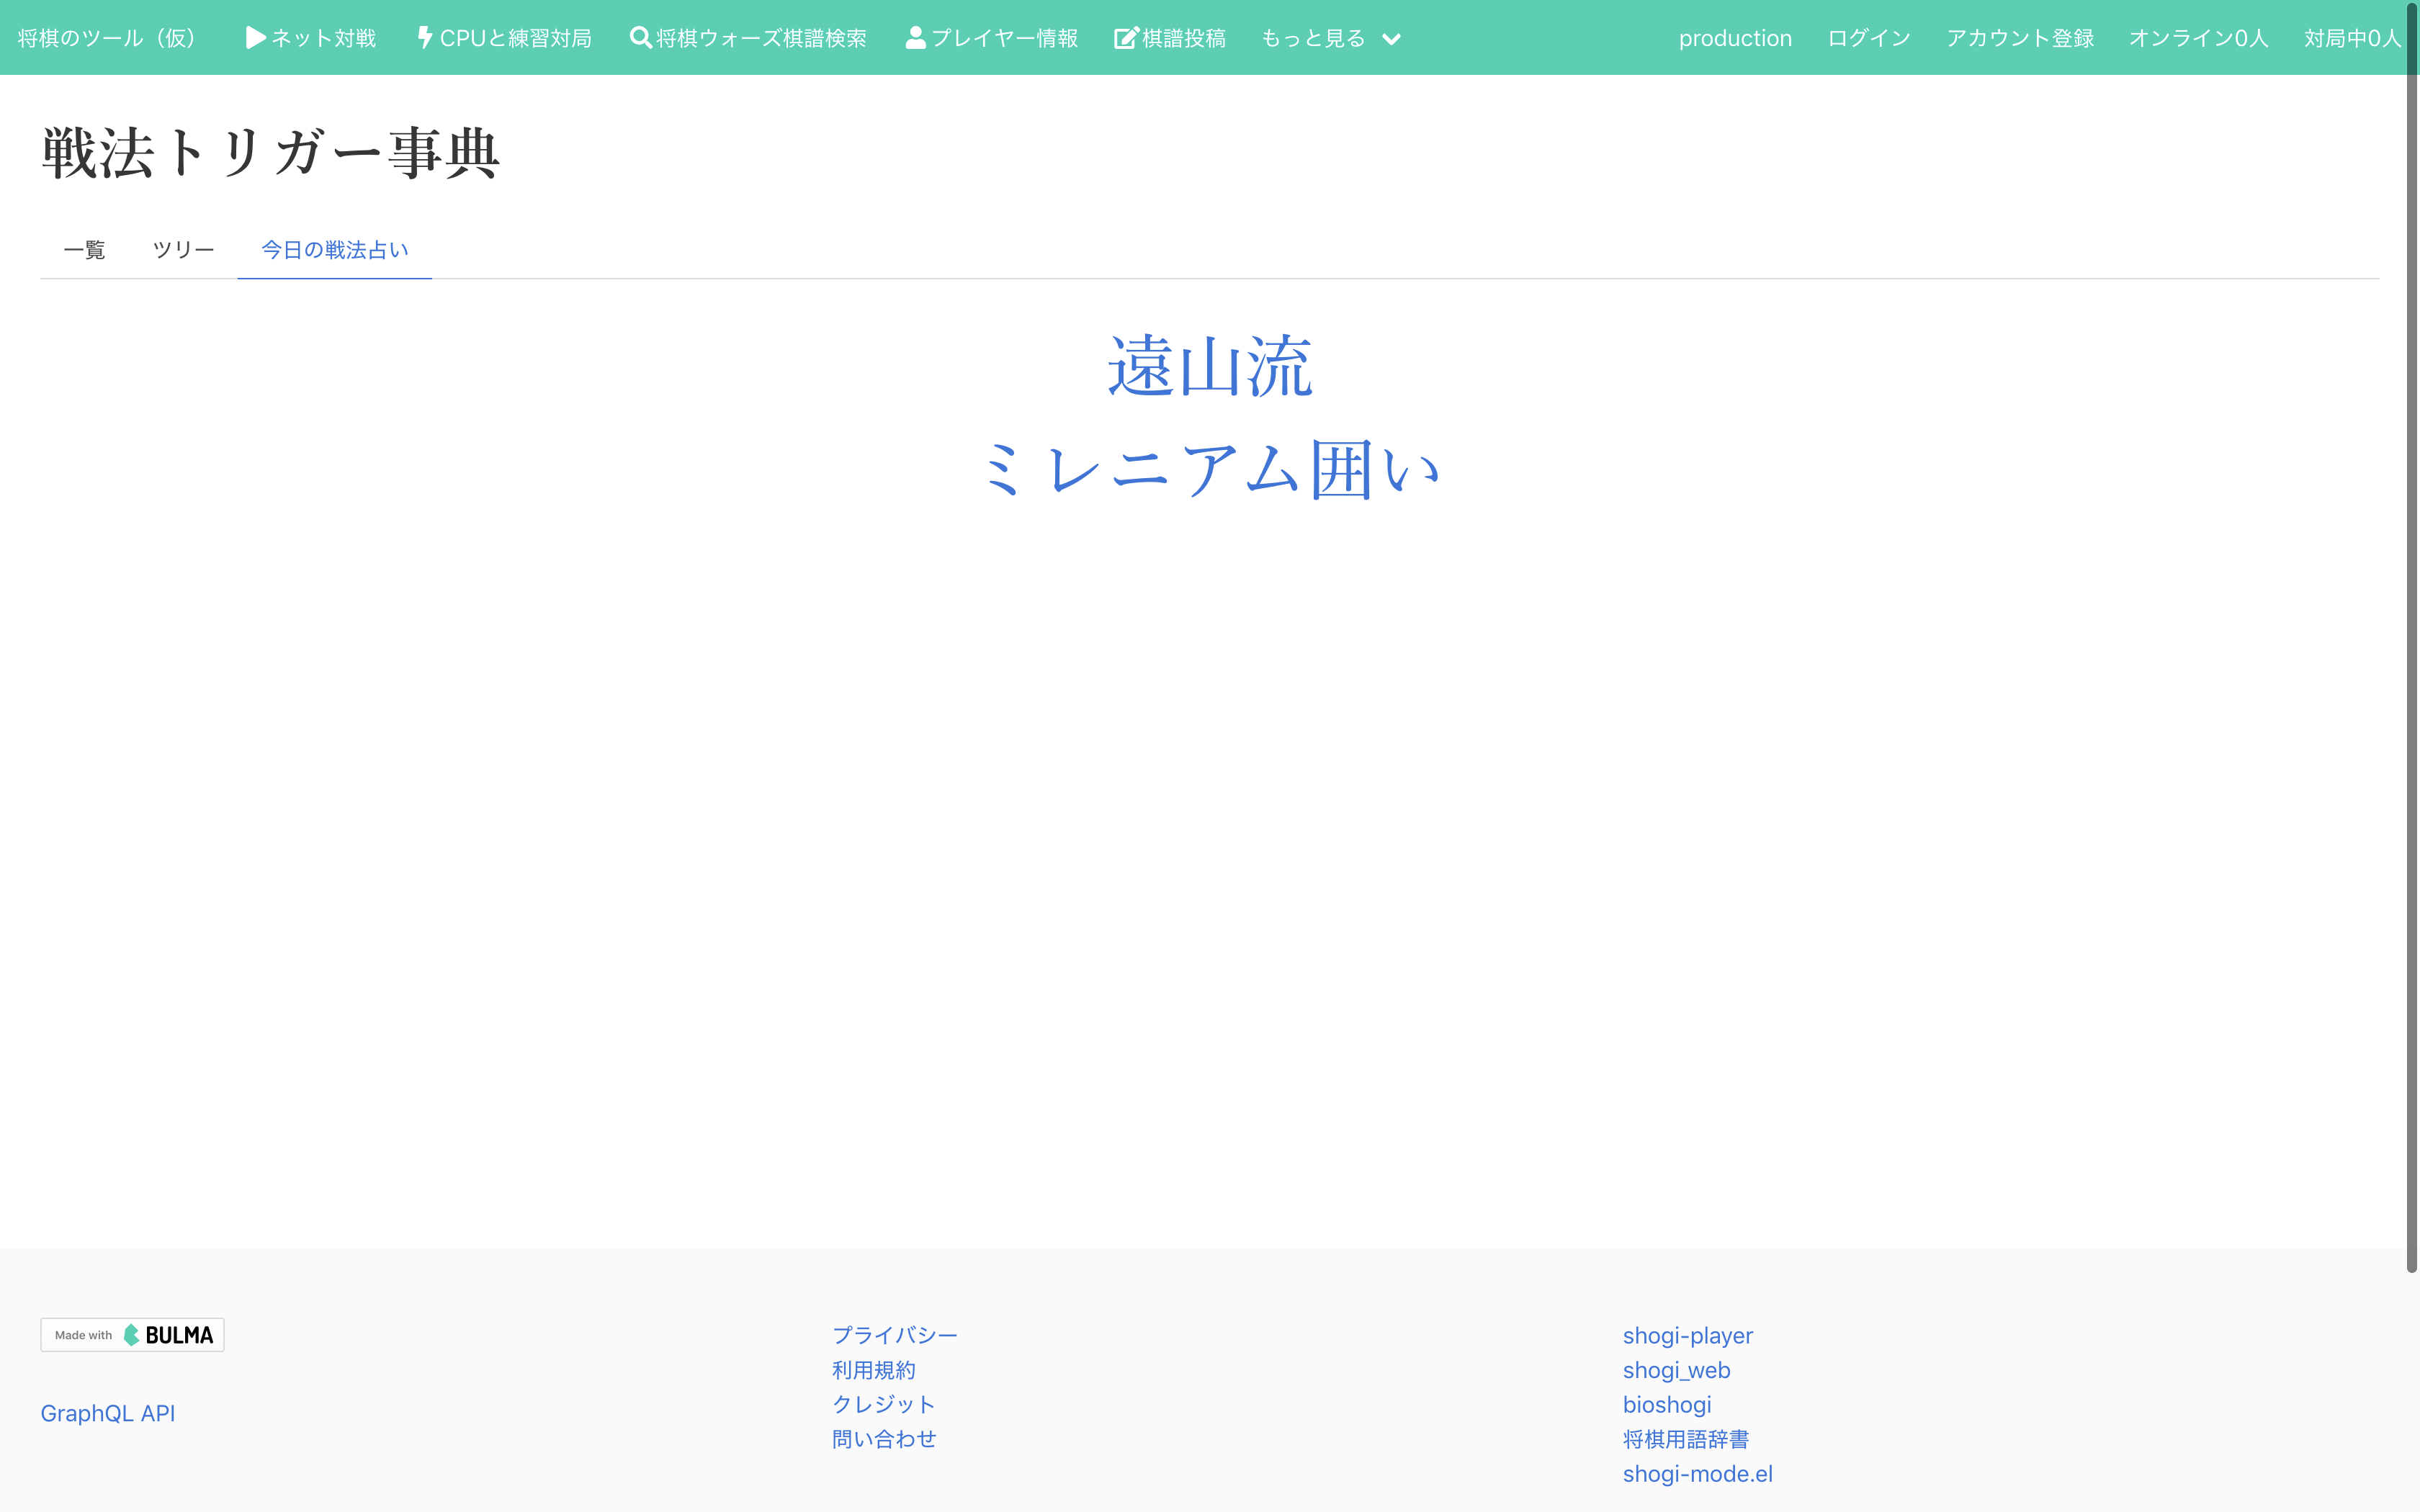 将棋のツール（仮） ネット対戦 CPUと練習対局 将棋ウォーズ棋譜検索 プレイヤー情報 棋譜投稿 もっと見る production ログイン アカウント登録 オンライン0人 対局中0人
戦法トリガー事典
一覧 ツリー 今日の戦法占い
遠山流
ミレニアム囲い
Made with BULMA
GraphQL API
プライバシー
利用規約
クレジット
問い合わせ
shogi-player
shogi_web
bioshogi
将棋用語辞書
shogi-mode.el